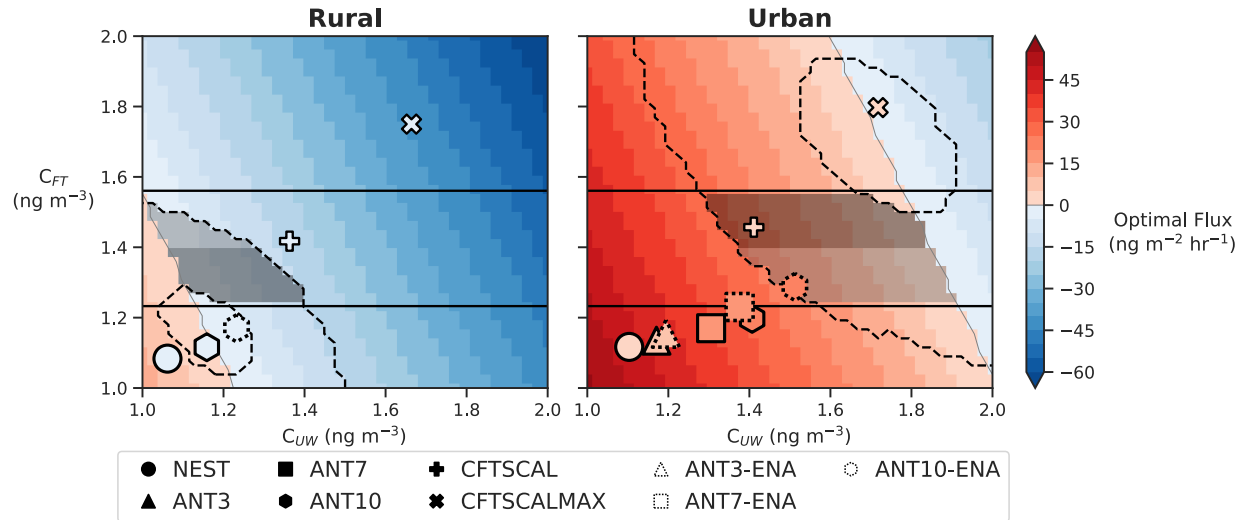 Rural
Urban
2.0
1.8
1.6
1.4
1.2
1.0
C_FT
(ng m⁻³)
1.0 1.2 1.4 1.6 1.8 2.0
C_UW (ng m⁻³)
1.0 1.2 1.4 1.6 1.8 2.0
C_UW (ng m⁻³)
45
30
15
0
−15
−30
−45
−60
Optimal Flux
(ng m⁻² hr⁻¹)
NEST ANT7 CFTSCAL ANT3-ENA ANT10-ENA
ANT3 ANT10 CFTSCALMAX ANT7-ENA